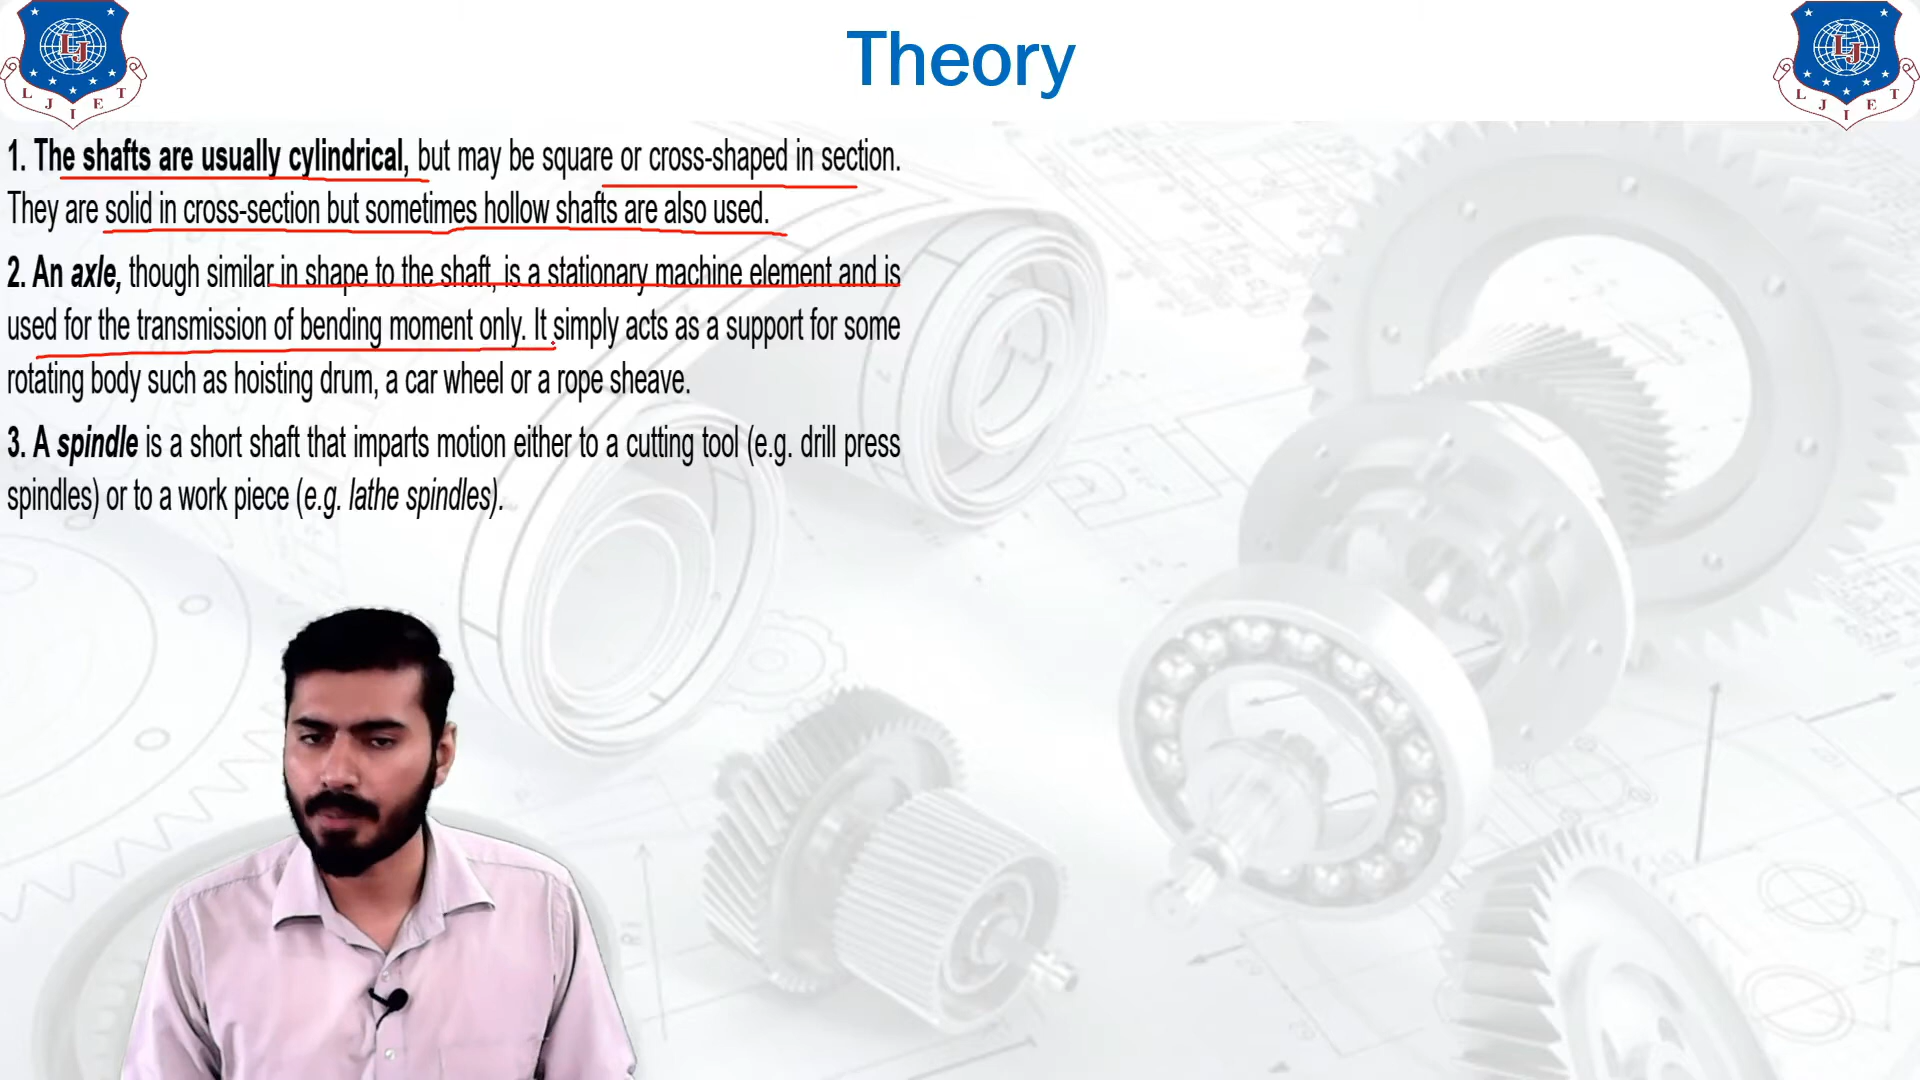 Theory
LJ
LJIET
LJ
LJIET
1. The shafts are usually cylindrical, but may be square or cross-shaped in section.
They are solid in cross-section but sometimes hollow shafts are also used.
2. An axle, though similar in shape to the shaft, is a stationary machine element and is
used for the transmission of bending moment only. It simply acts as a support for some
rotating body such as hoisting drum, a car wheel or a rope sheave.
3. A spindle is a short shaft that imparts motion either to a cutting tool (e.g. drill press
spindles) or to a work piece (e.g. lathe spindles).